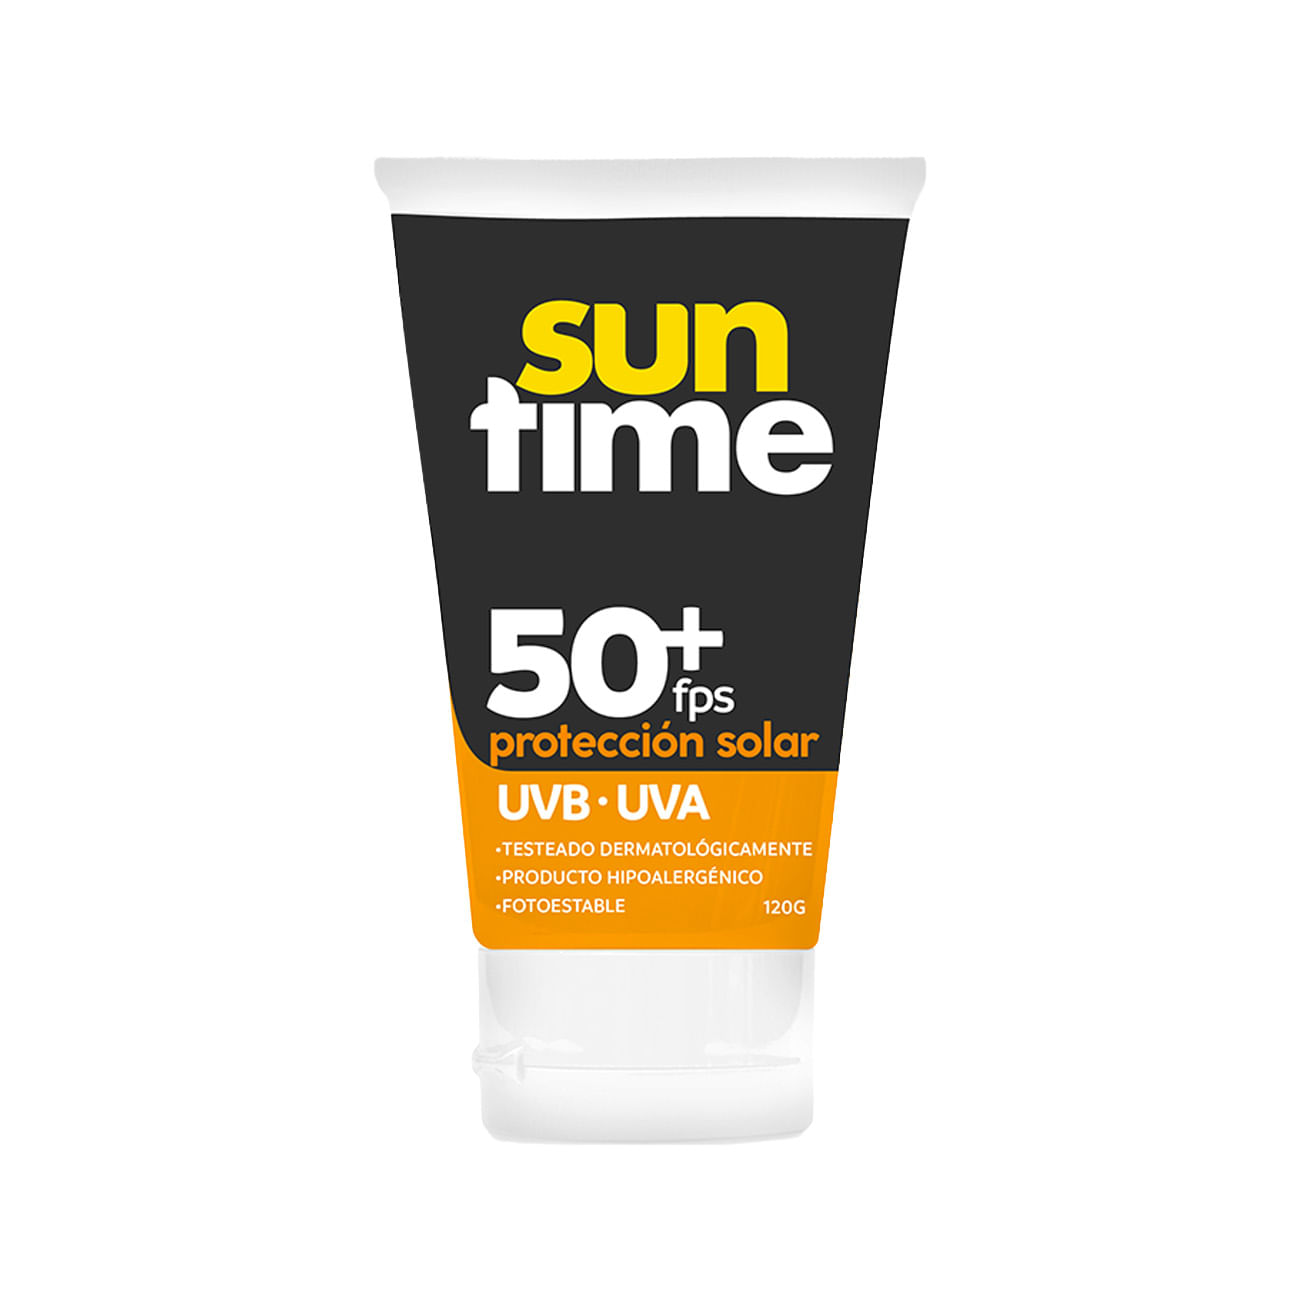 sun
time
50+
fps
protección solar
UVB • UVA
•TESTEADO DERMATOLÓGICAMENTE
•PRODUCTO HIPOALERGÉNICO
•FOTOESTABLE 120G